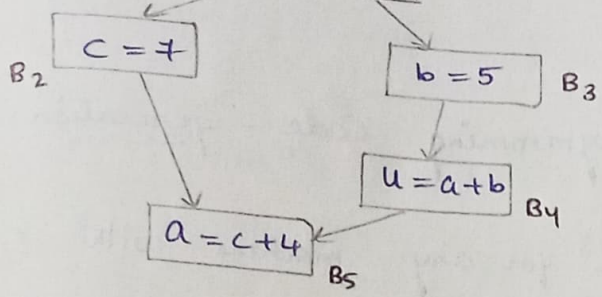 c = 7
B2
b = 5
B3
u = a+b
B4
a = c+4
B5